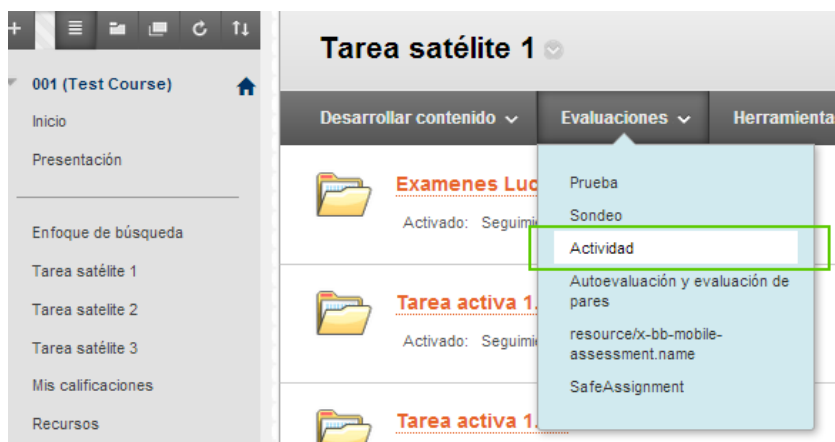 Tarea satélite 1
001 (Test Course)
Inicio
Presentación
Enfoque de búsqueda
Tarea satélite 1
Tarea satelite 2
Tarea satélite 3
Mis calificaciones
Recursos
Desarrollar contenido
Evaluaciones
Herramienta
Examenes Luc
Activado: Seguimi
Tarea activa 1.
Activado: Seguimi
Tarea activa 1.
Prueba
Sondeo
Actividad
Autoevaluación y evaluación de
pares
resource/x-bb-mobile-
assessment.name
SafeAssignment